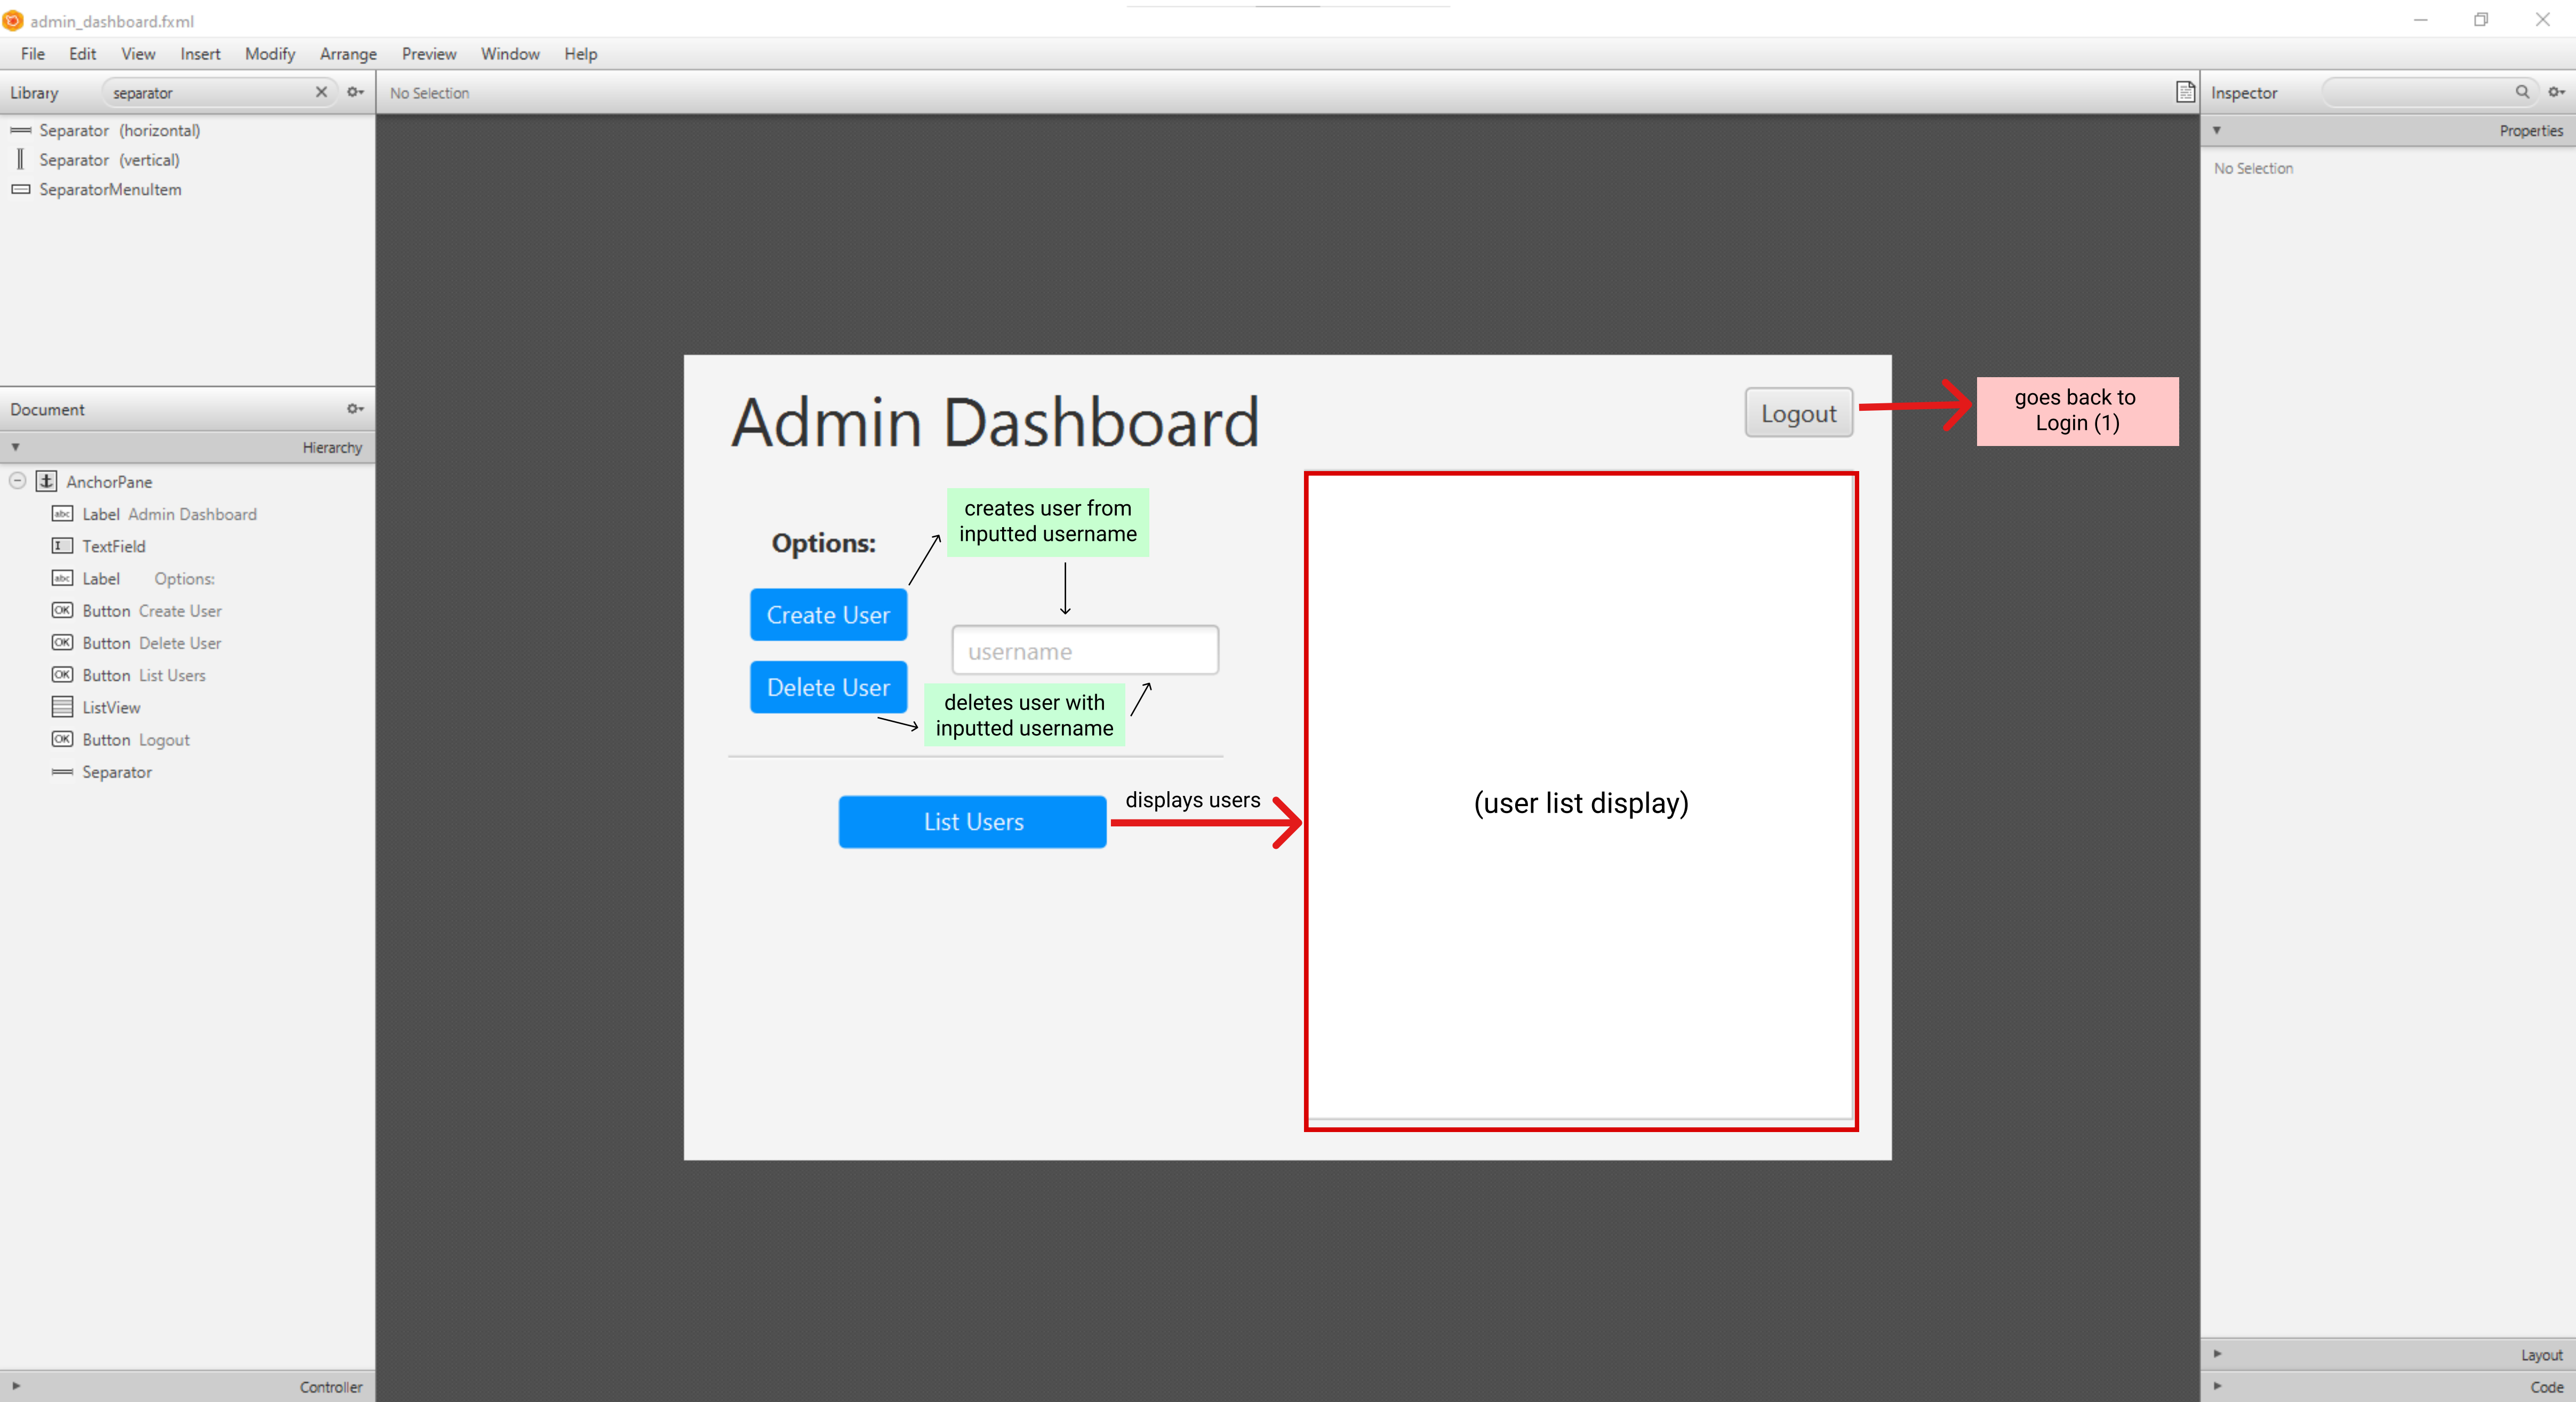 admin_dashboard.fxml
File Edit View Insert Modify Arrange Preview Window Help
Library separator
No Selection
Inspector
Separator (horizontal)
Separator (vertical)
SeparatorMenuItem
Properties
No Selection
Document
Hierarchy
AnchorPane
Label Admin Dashboard
TextField
Label Options:
Button Create User
Button Delete User
Button List Users
ListView
Button Logout
Separator
Controller
Admin Dashboard
Logout
goes back to
Login (1)
creates user from
inputted username
Options:
Create User
username
Delete User
deletes user with
inputted username
displays users
List Users
(user list display)
Layout
Code